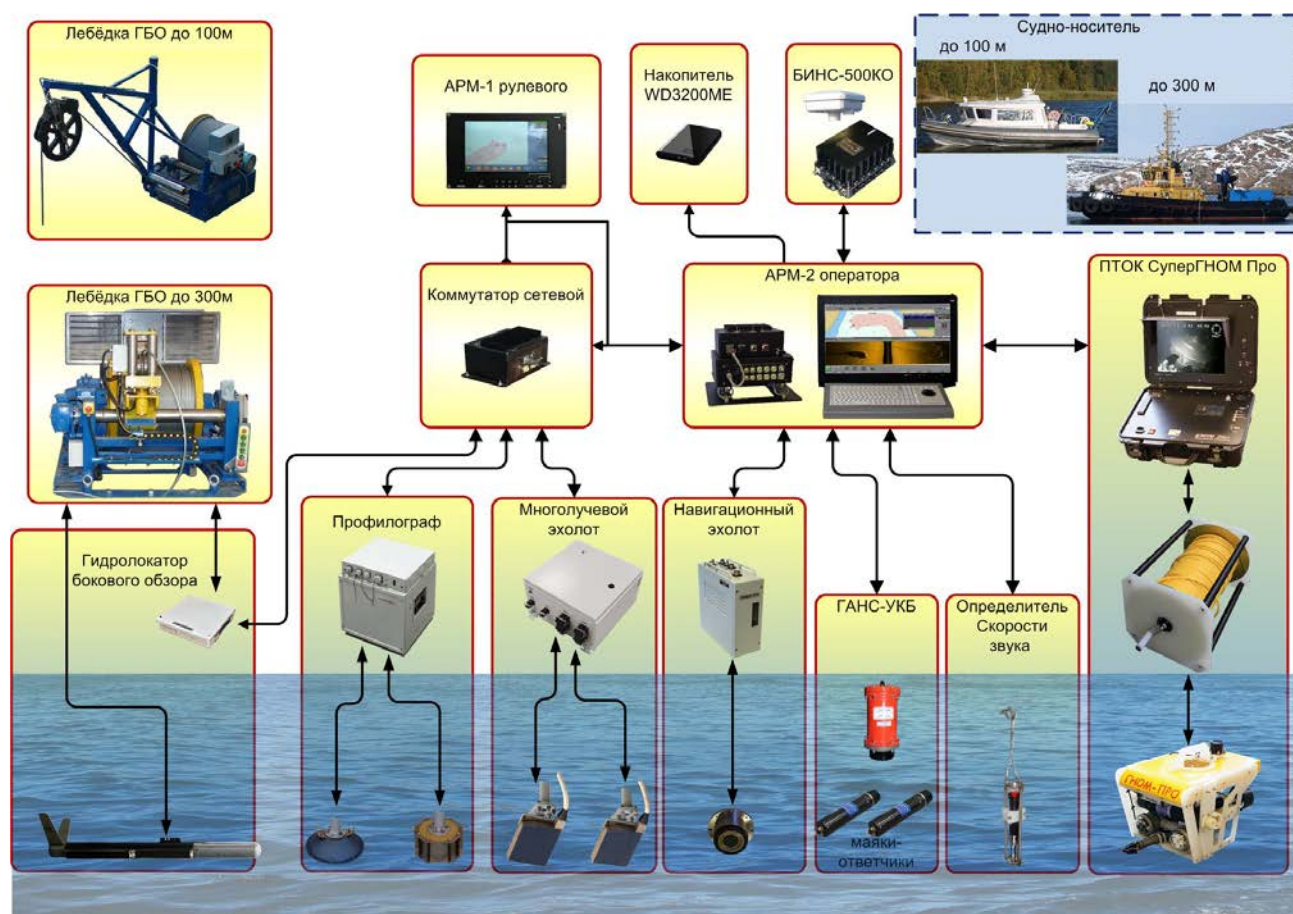 Лебёдка ГБО до 100м
АРМ-1 рулевого
Накопитель
WD3200ME
БИНС-500КО
Судно-носитель
до 100 м
до 300 м
Лебёдка ГБО до 300м
Коммутатор сетевой
АРМ-2 оператора
ПТОК СуперГНОМ Про
Гидролокатор
бокового обзора
Профилограф
Многолучевой
эхолот
Навигационный
эхолот
ГАНС-УКБ
маяки-
ответчики
Определитель
Скорости
звука
ГНОМ-ПРО